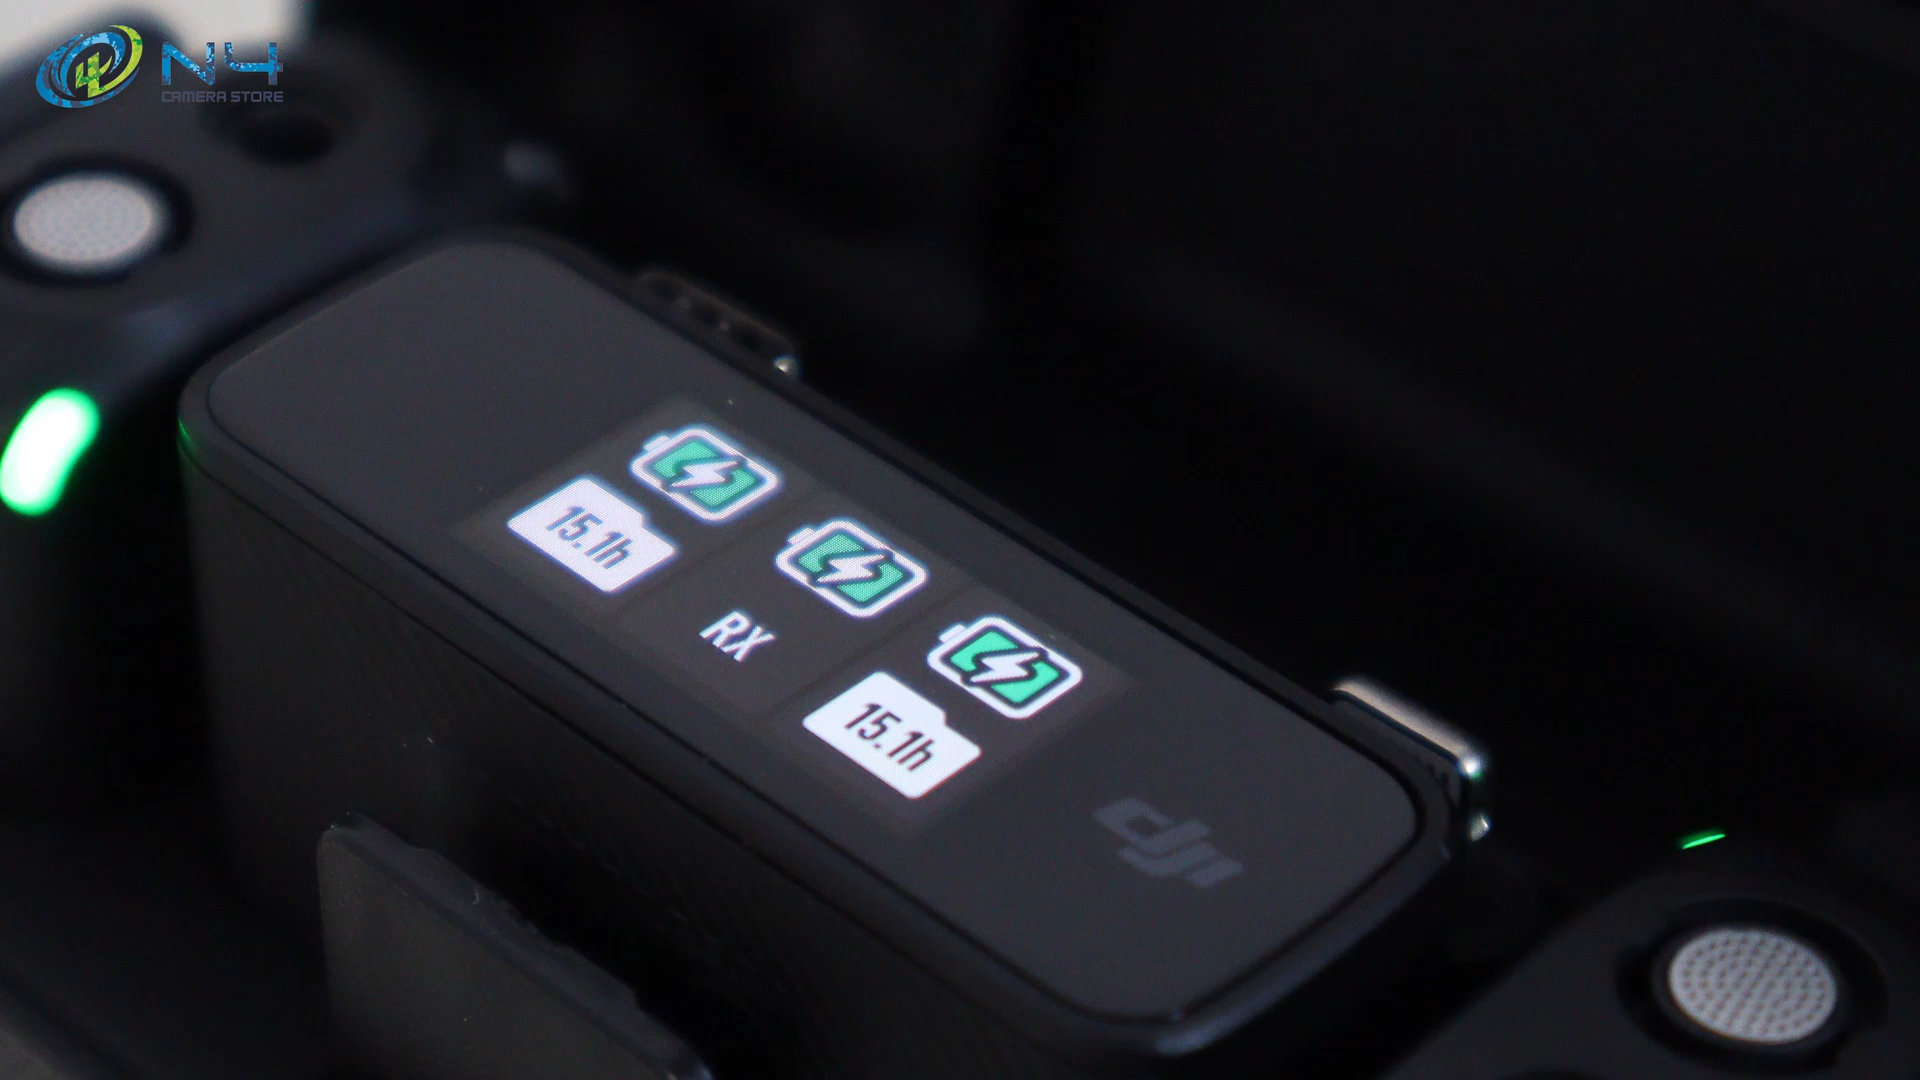 N4
CAMERA STORE
15.1h
RX
15.1h
dji